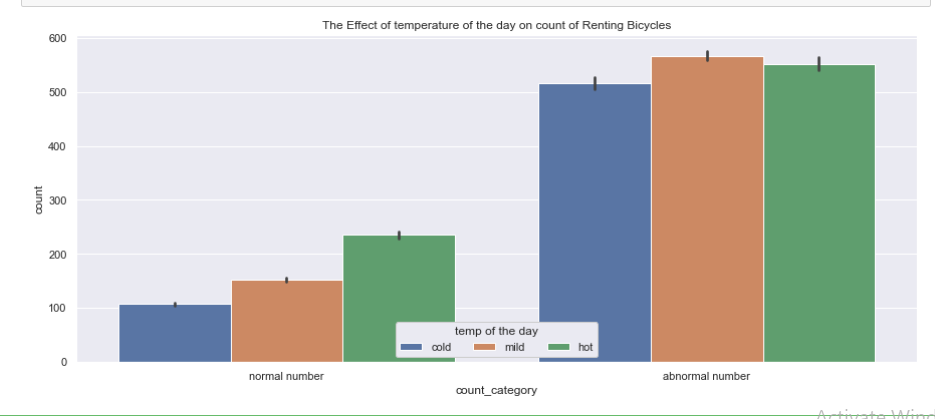 The Effect of temperature of the day on count of Renting Bicycles
600
500
400
300
200
100
0
count
temp of the day
cold mild hot
normal number abnormal number
count_category